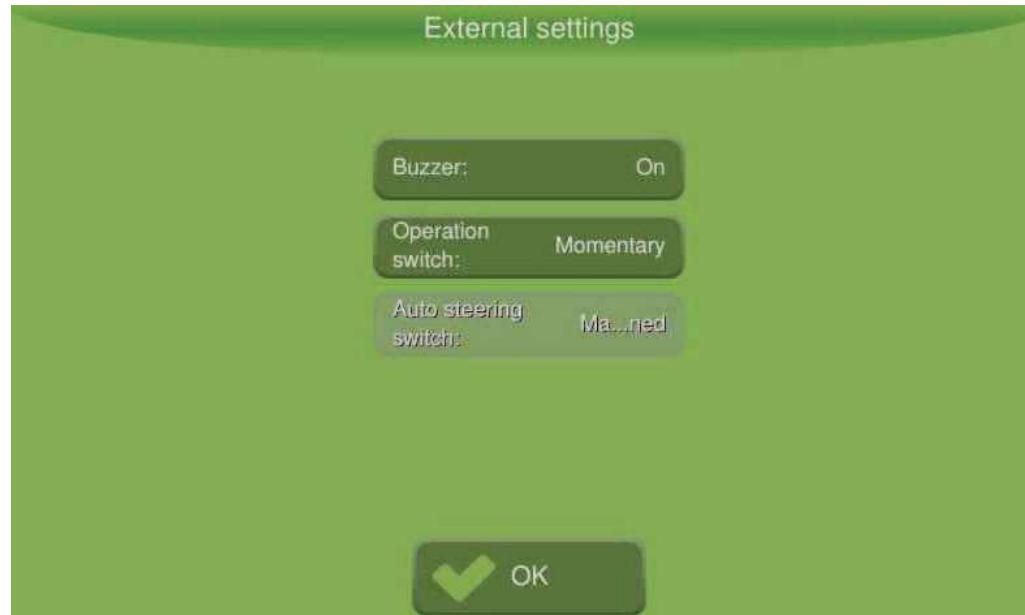 External settings
Buzzer: On
Operation
switch: Momentary
Auto steering
switch: Ma...ned
OK